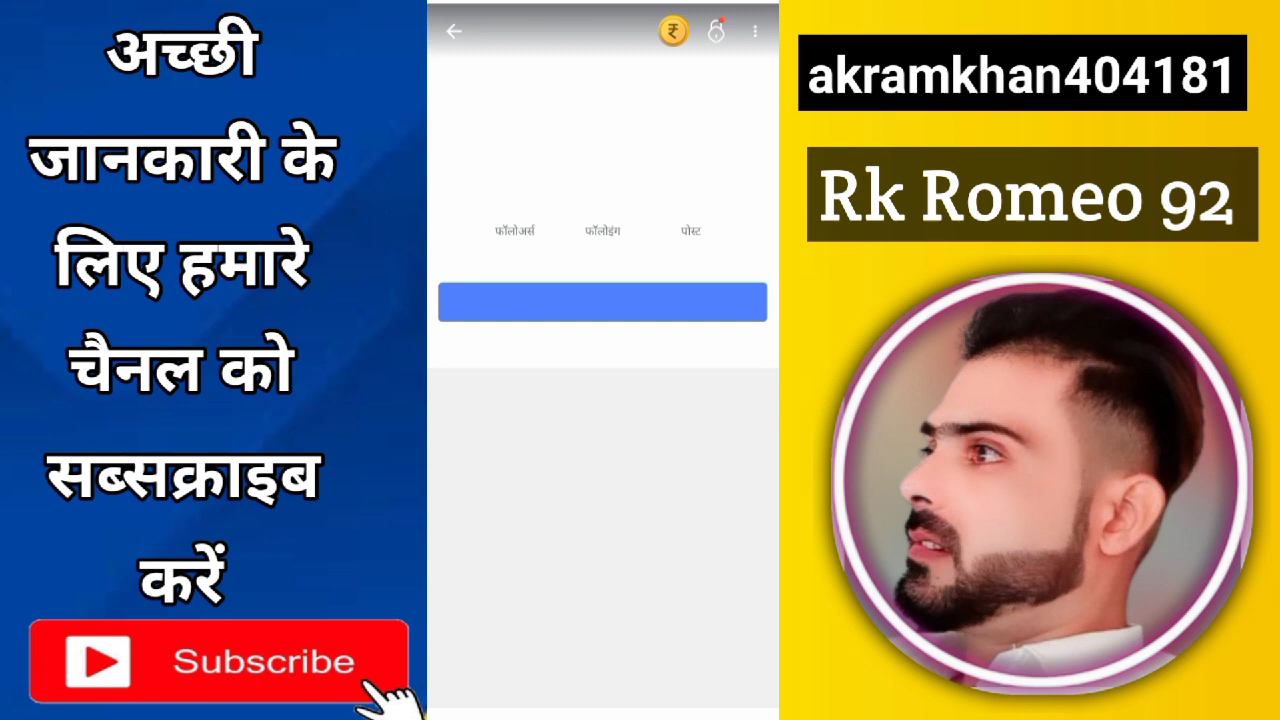 अच्छी
जानकारी के
लिए हमारे
चैनल को
सब्सक्राइब
करें
Subscribe
₹
फॉलोअर्स फॉलोइंग पोस्ट
akramkhan404181
Rk Romeo 92